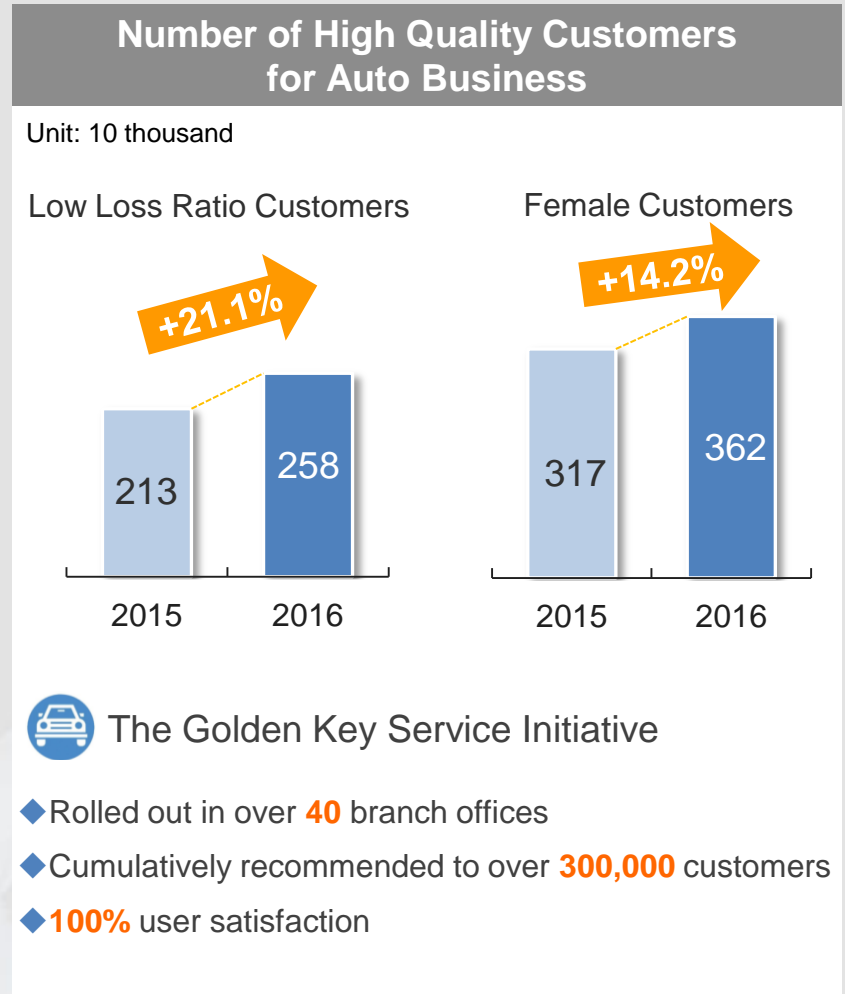 Number of High Quality Customers
for Auto Business
Unit: 10 thousand
Low Loss Ratio Customers
+21.1%
213
258
2015
2016
Female Customers
+14.2%
317
362
2015
2016
The Golden Key Service Initiative
Rolled out in over 40 branch offices
Cumulatively recommended to over 300,000 customers
100% user satisfaction